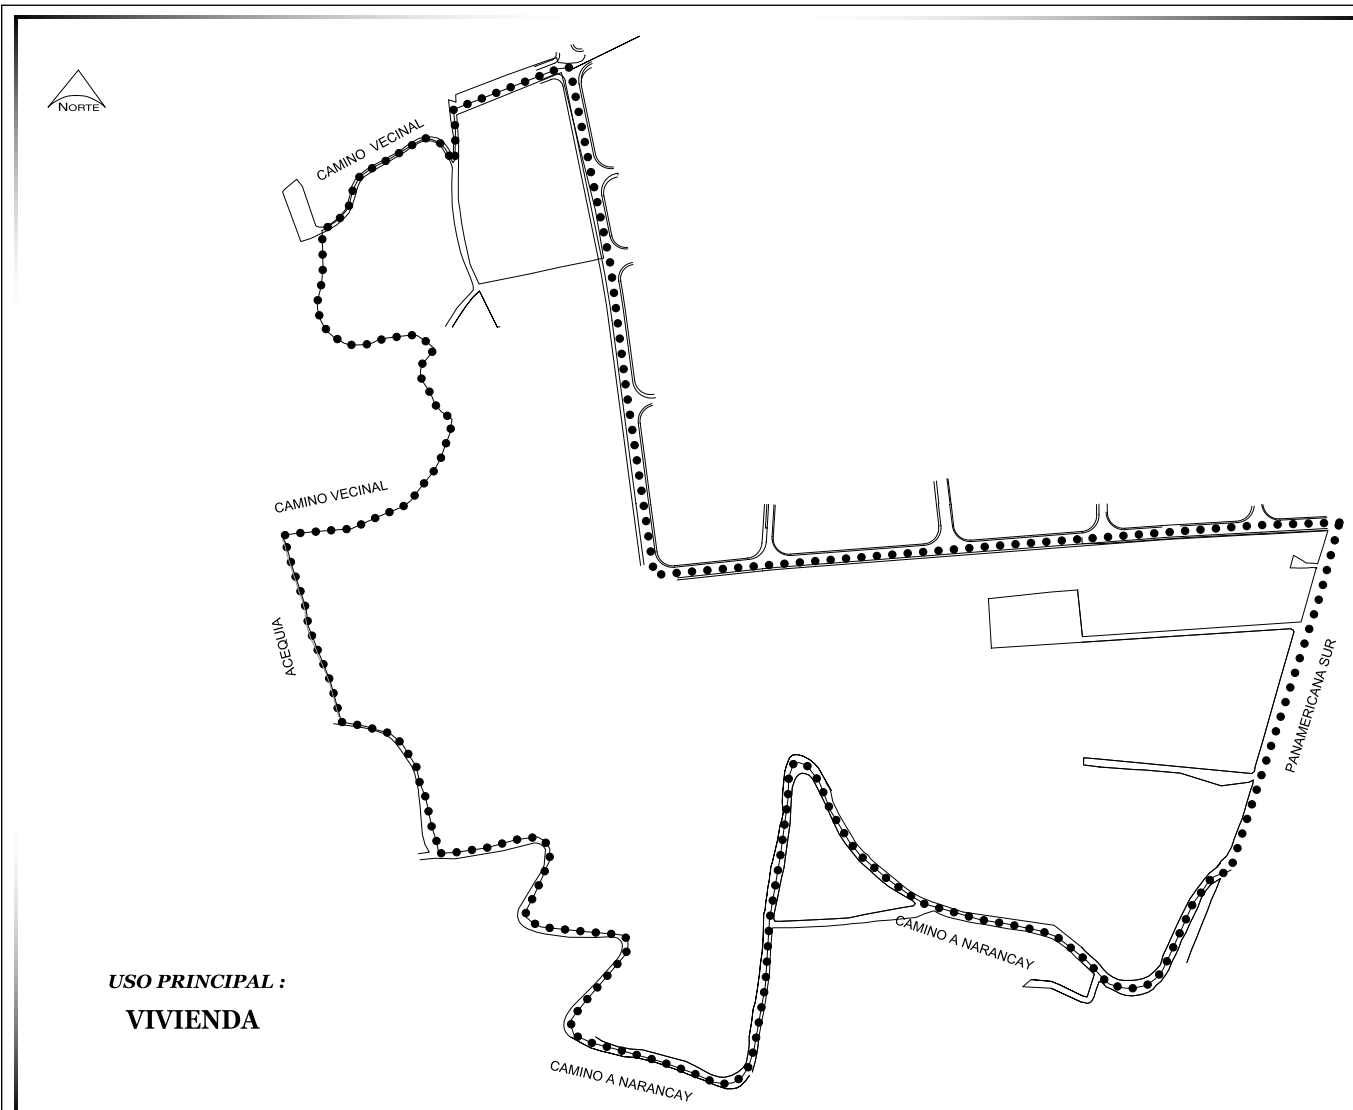 NORTE
CAMINO VECINAL
CAMINO VECINAL
ACEQUIA
PANAMERICANA SUR
CAMINO A NARANCAY
USO PRINCIPAL :
VIVIENDA
CAMINO A NARANCAY